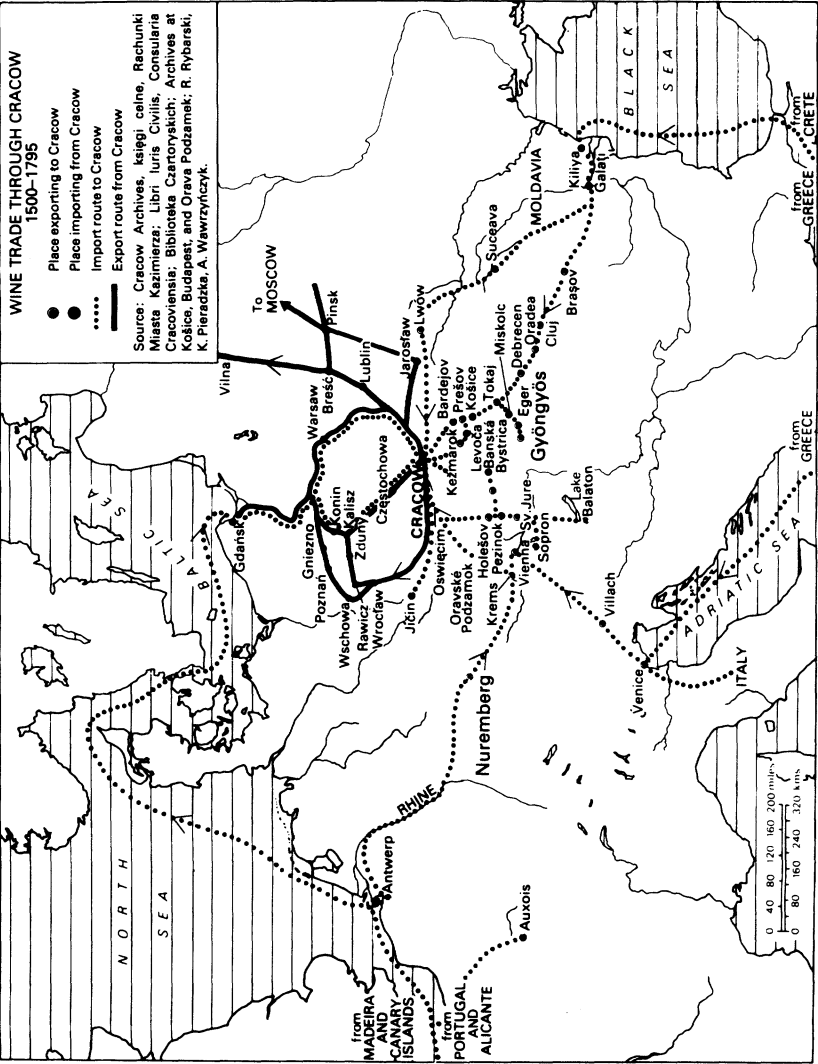 WINE TRADE THROUGH CRACOW
1500–1795
Place exporting to Cracow
Place importing from Cracow
Import route to Cracow
Export route from Cracow
Source: Cracow Archives, księgi celne, Rachunki
Miasta Kazimierza; Libri Iuris Civilis, Consularia
Cracoviensia; Biblioteka Czartoryskich; Archives at
Košice, Budapest, and Orava Podzamek; R. Rybarski,
K. Pieradzka, A. Wawrzyńczyk.
NORTH
SEA
BALTIC SEA
Vilna
To
MOSCOW
Pinsk
Breść
Lublin
Jarosław
Lwów
Warsaw
Gdańsk
Gniezno
Konin
Kalisz
Zduny
Częstochowa
Poznań
Wschowa
Rawicz
Wrocław
Jičín
CRACOW
Oswięcim
Bardejov
Prešov
Košice
Kežmarok
Levoča
Banská
Bystrica
Tokaj
Miskolc
Eger
Gyöngyös
Debrecen
Oradea
Cluj
Brașov
Suceava
MOLDAVIA
Kiliya
Galați
BLACK
SEA
Oravské
Podzamok
Holešov
Pezinok
Sv. Jure
Krems
Vienna
Sopron
Lake
Balaton
Villach
Venice
ITALY
ADRIATIC SEA
from
GREECE
from
GREECE
from
CRETE
Nuremberg
RHINE
Antwerp
Auxois
from
MADEIRA
AND
CANARY
ISLANDS
from
PORTUGAL
AND
ALICANTE
0 40 80 120 160 200 miles
0 80 160 240 320 kms